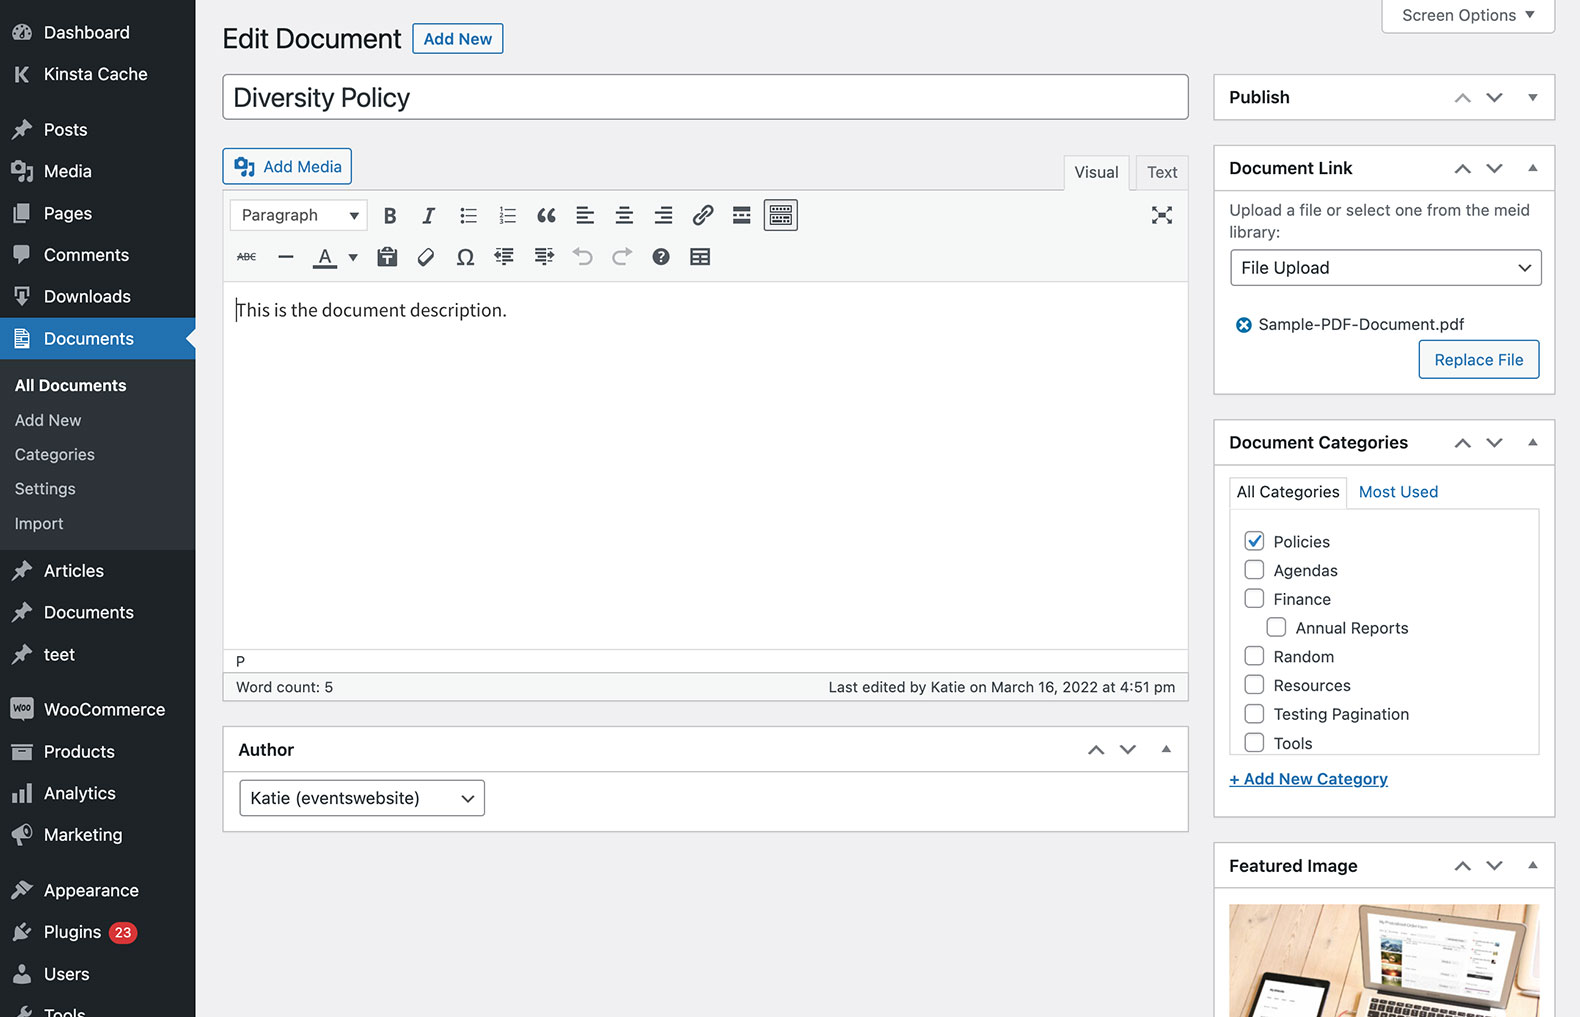 Dashboard
Kinsta Cache
Posts
Media
Pages
Comments
Downloads
Documents
All Documents
Add New
Categories
Settings
Import
Articles
Documents
teet
WooCommerce
Products
Analytics
Marketing
Appearance
Plugins 23
Users
Tools
Screen Options
Edit Document Add New
Diversity Policy
Add Media
Visual Text
Paragraph
ABC
This is the document description.
P
Word count: 5 Last edited by Katie on March 16, 2022 at 4:51 pm
Author
Katie (eventswebsite)
Publish
Document Link
Upload a file or select one from the meid
library:
File Upload
Sample-PDF-Document.pdf
Replace File
Document Categories
All Categories Most Used
Policies
Agendas
Finance
Annual Reports
Random
Resources
Testing Pagination
Tools
+ Add New Category
Featured Image